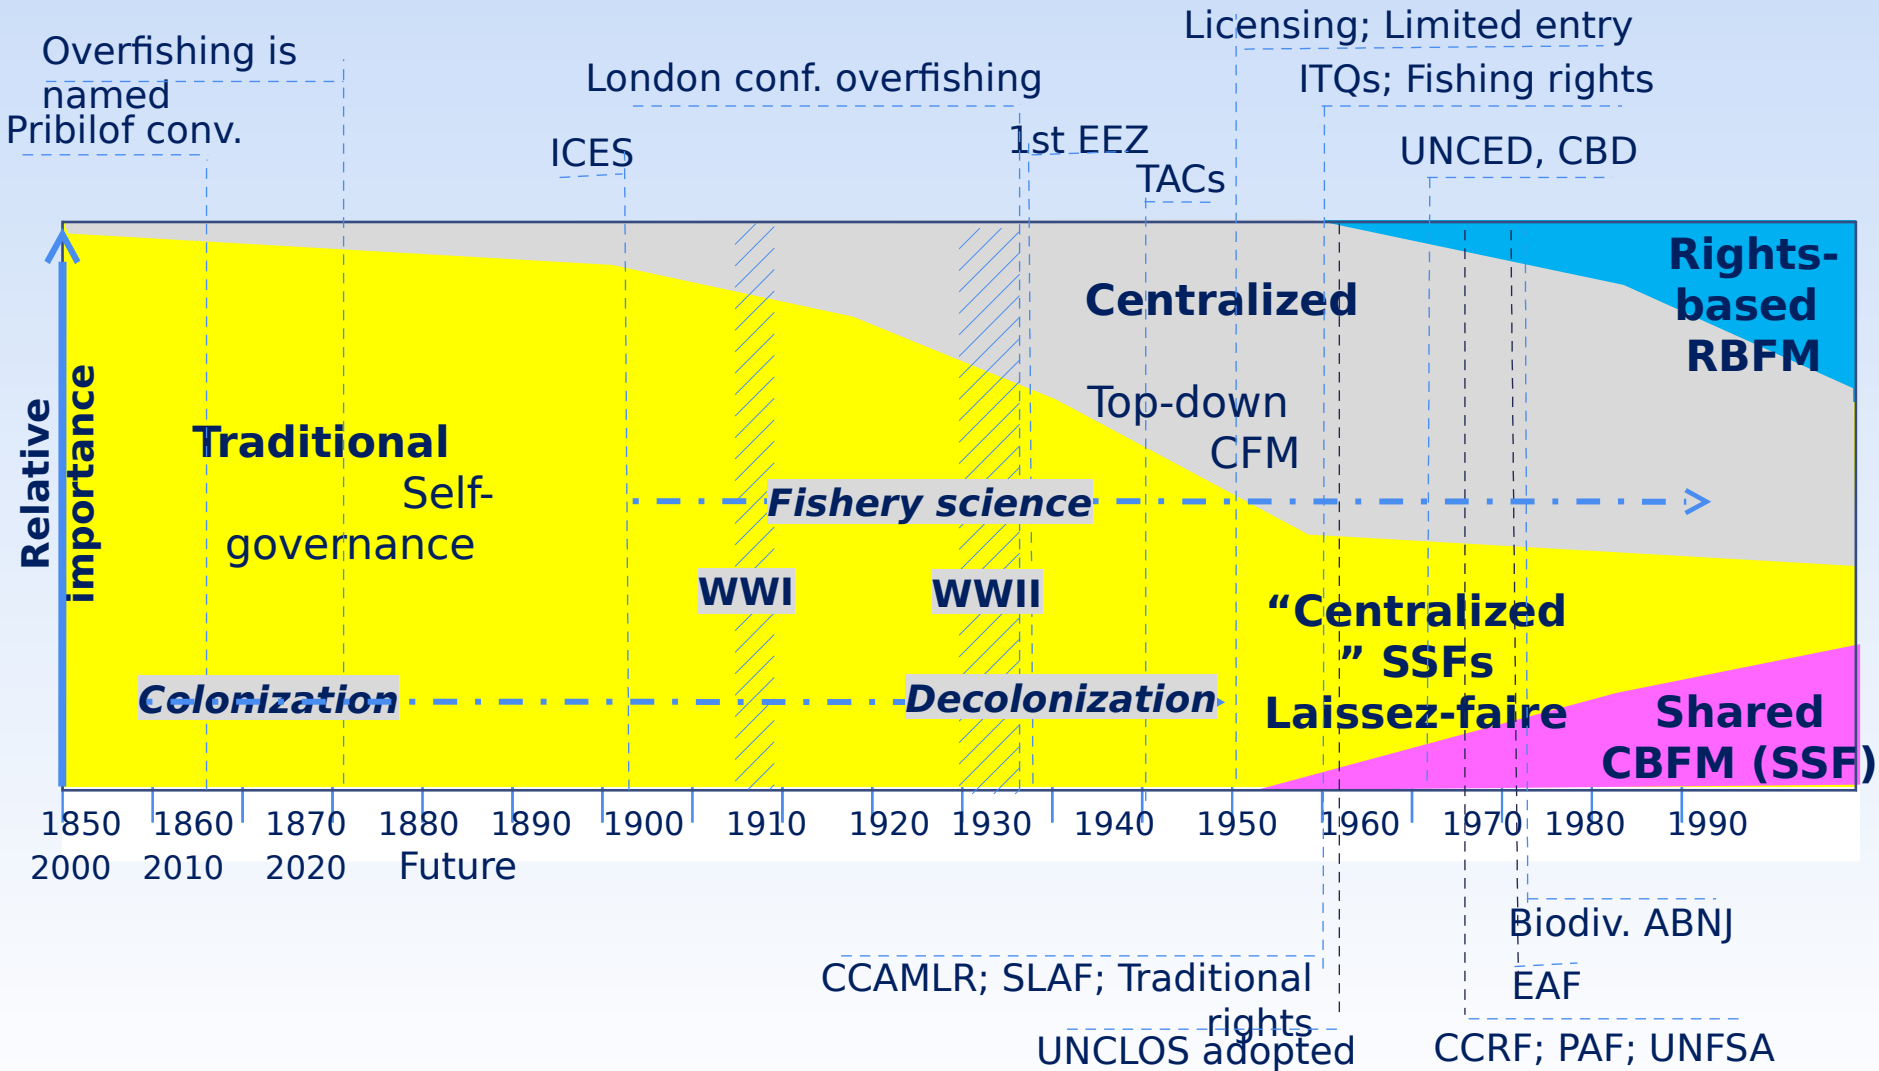 Licensing; Limited entry
Overfishing is
named
London conf. overfishing
ITQs; Fishing rights
Pribilof conv.
ICES
1st EEZ
UNCED, CBD
TACs
Rights-
based
RBFM
Centralized
Top-down
CFM
Relative
importance
Traditional
Self-
governance
Fishery science
WWI
WWII
“Centralized
” SSFs
Laissez-faire
Colonization
Decolonization
Shared
CBFM (SSF)
1850 1860 1870 1880 1890 1900 1910 1920 1930 1940 1950 1960 1970 1980 1990
2000 2010 2020 Future
Biodiv. ABNJ
CCAMLR; SLAF; Traditional
rights
EAF
UNCLOS adopted
CCRF; PAF; UNFSA